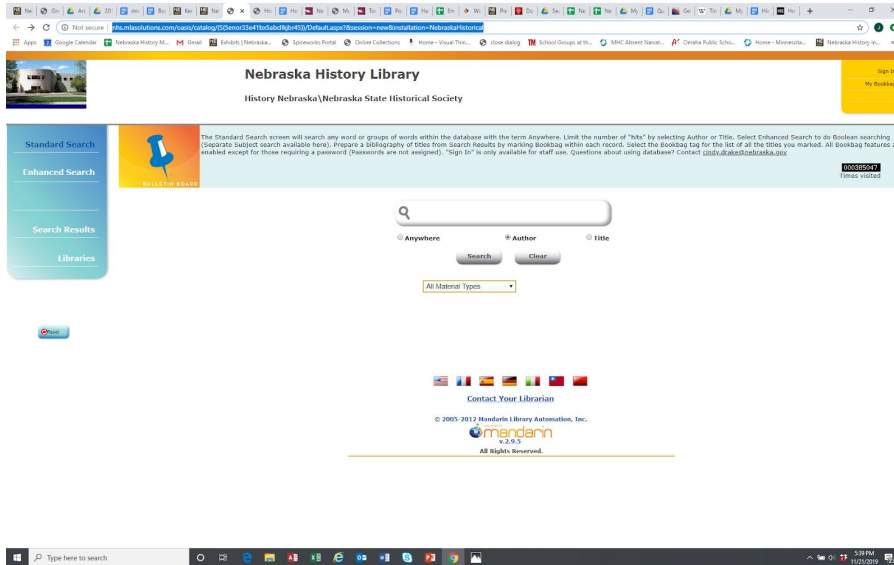 Not secure | nhs.mlasolutions.com/oasis/catalog/(S(5enor33e41bx5abcllkjbr45))/Default.aspx?&session=new&installation=NebraskaHistorical
Apps Google Calendar Nebraska History M... Gmail Exhibits | Nebraska... Spiceworks Portal Online Collections Home - Visual Thin... close dialog School Groups at th... MHC Absent Narrat... Omaha Public Scho... Home - Minnesota... Nebraska History In...
Nebraska History Library
History Nebraska\Nebraska State Historical Society
Sign In
My Bookbag
Standard Search
Enhanced Search
Search Results
Libraries
Reset
BULLETIN BOARD
The Standard Search screen will search any word or groups of words within the database with the term Anywhere. Limit the number of "hits" by selecting Author or Title. Select Enhanced Search to do Boolean searching
(Separate Subject search available here). Prepare a bibliography of titles from Search Results by marking Bookbag within each record. Select the Bookbag tag for the list of all the titles you marked. All Bookbag features a
enabled except for those requiring a password (Passwords are not assigned). "Sign In" is only available for staff use. Questions about using database? Contact cindy.drake@nebraska.gov
000385047
Times visited
Anywhere Author Title
Search Clear
All Material Types
Contact Your Librarian
© 2005-2012 Mandarin Library Automation, Inc.
mandarin
v.2.9.5
All Rights Reserved.
Type here to search
5:39 PM
11/21/2019